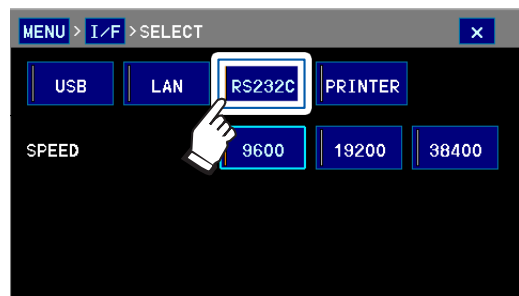 MENU > I/F >SELECT x
USB LAN RS232C PRINTER
SPEED 9600 19200 38400